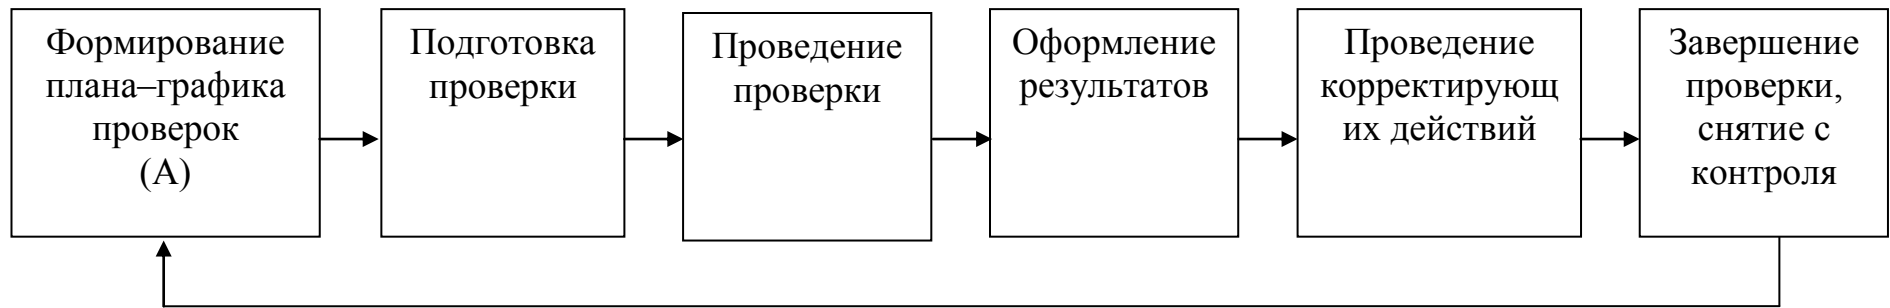 Формирование
плана–графика
проверок
(А)
Подготовка
проверки
Проведение
проверки
Оформление
результатов
Проведение
корректирующ
их действий
Завершение
проверки,
снятие с
контроля